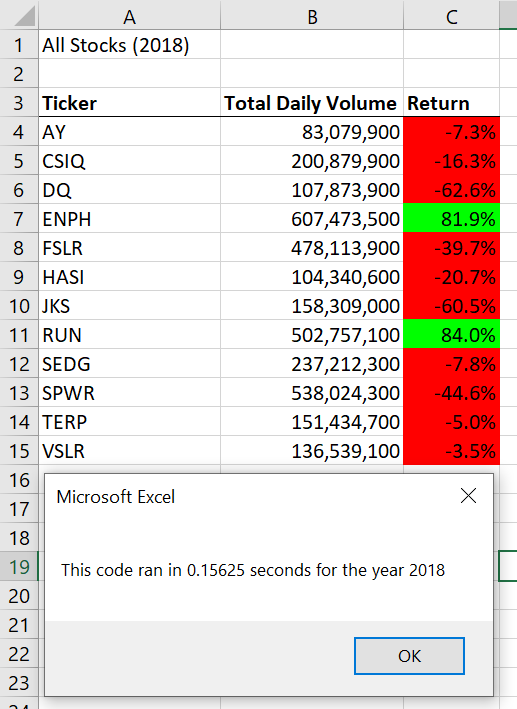 A B C
1 All Stocks (2018)
2
3 Ticker Total Daily Volume Return
4 AY 83,079,900 -7.3%
5 CSIQ 200,879,900 -16.3%
6 DQ 107,873,900 -62.6%
7 ENPH 607,473,500 81.9%
8 FSLR 478,113,900 -39.7%
9 HASI 104,340,600 -20.7%
10 JKS 158,309,000 -60.5%
11 RUN 502,757,100 84.0%
12 SEDG 237,212,300 -7.8%
13 SPWR 538,024,300 -44.6%
14 TERP 151,434,700 -5.0%
15 VSLR 136,539,100 -3.5%
16
17 Microsoft Excel
18
19 This code ran in 0.15625 seconds for the year 2018
20
21
22 OK
23